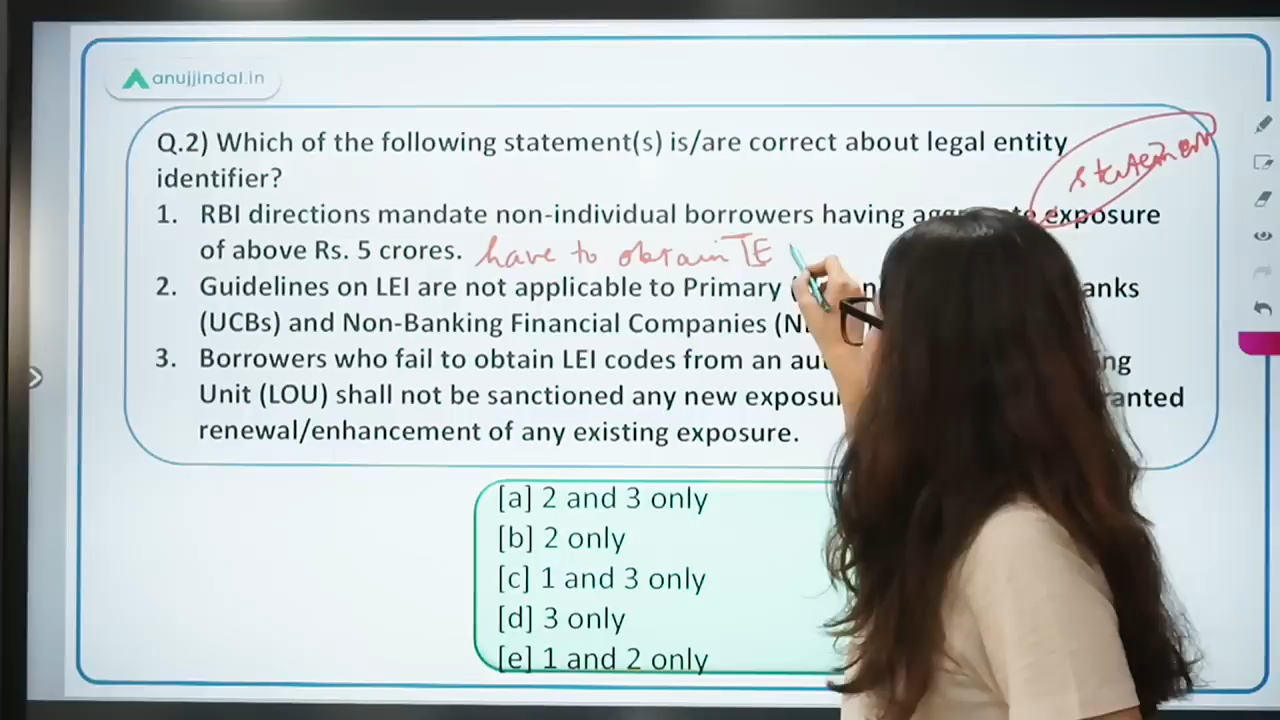 anujjindal.in
Q.2) Which of the following statement(s) is/are correct about legal entity
identifier?
statement
1. RBI directions mandate non-individual borrowers having exposure
of above Rs. 5 crores. have to obtain
2. Guidelines on LEI are not applicable to Primary
(UCBs) and Non-Banking Financial Companies
3. Borrowers who fail to obtain LEI codes from an
Unit (LOU) shall not be sanctioned any new
renewal/enhancement of any existing exposure.
[a] 2 and 3 only
[b] 2 only
[c] 1 and 3 only
[d] 3 only
[e] 1 and 2 only